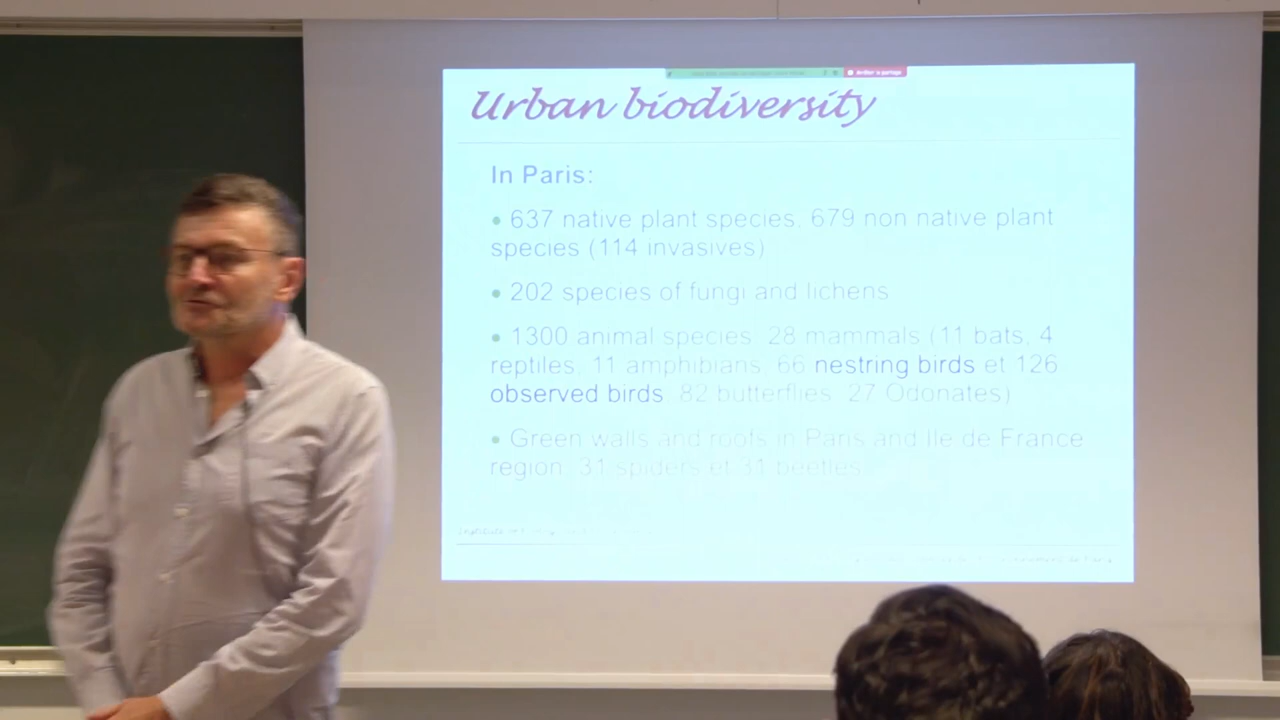 Arrêter le partage
Urban biodiversity
In Paris:
• 637 native plant species, 679 non native plant
species (114 invasives)
• 202 species of fungi and lichens
• 1300 animal species, 28 mammals (11 bats, 4
reptiles, 11 amphibians, 66 nestring birds et 126
observed birds, 82 butterflies, 27 Odonates)
• Green walls and roofs in Paris and Ile de France
region, 31 spiders et 31 beetles